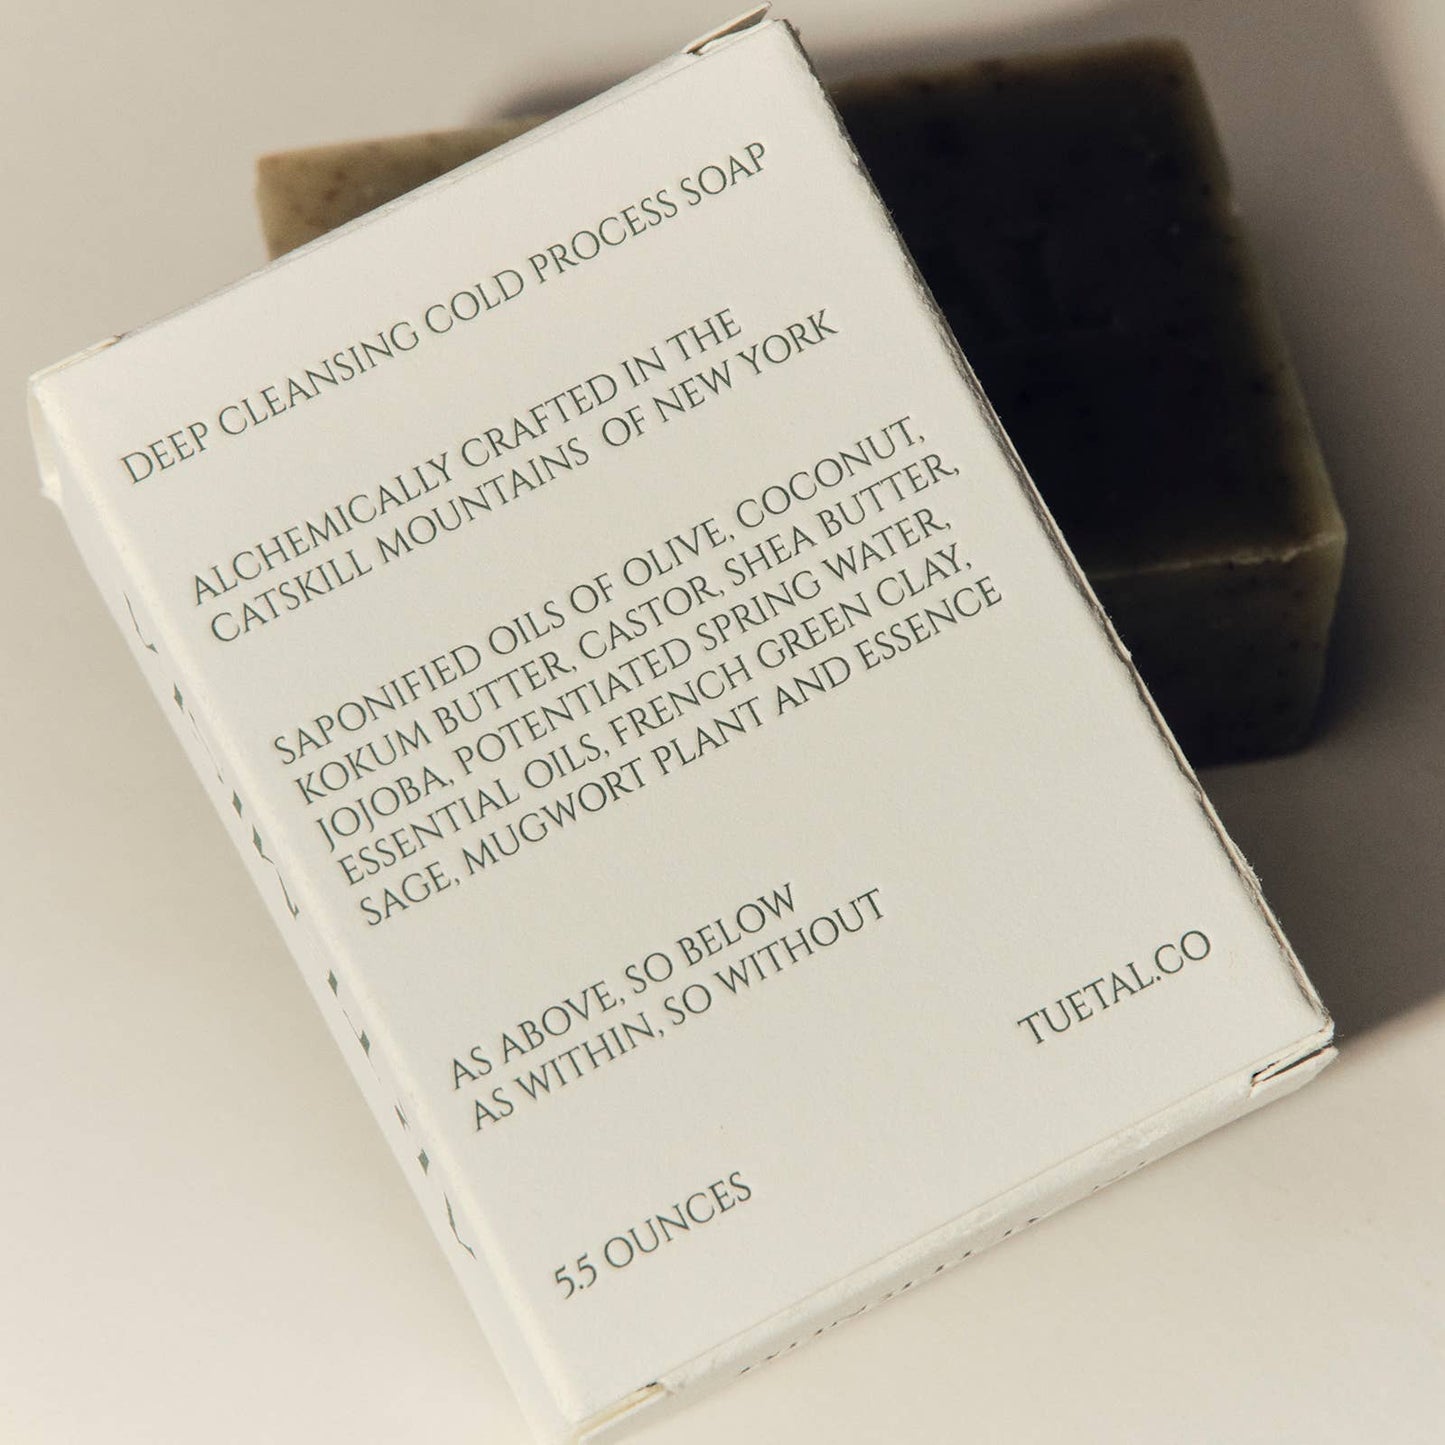 DEEP CLEANSING COLD PROCESS SOAP
ALCHEMICALLY CRAFTED IN THE
CATSKILL MOUNTAINS OF NEW YORK
SAPONIFIED OILS OF OLIVE, COCONUT,
KOKUM BUTTER, CASTOR, SHEA BUTTER,
JOJOBA, POTENTIATED SPRING WATER,
ESSENTIAL OILS, FRENCH GREEN CLAY,
SAGE, MUGWORT PLANT AND ESSENCE
AS ABOVE, SO BELOW
AS WITHIN, SO WITHOUT
TUETAL.CO
5.5 OUNCES